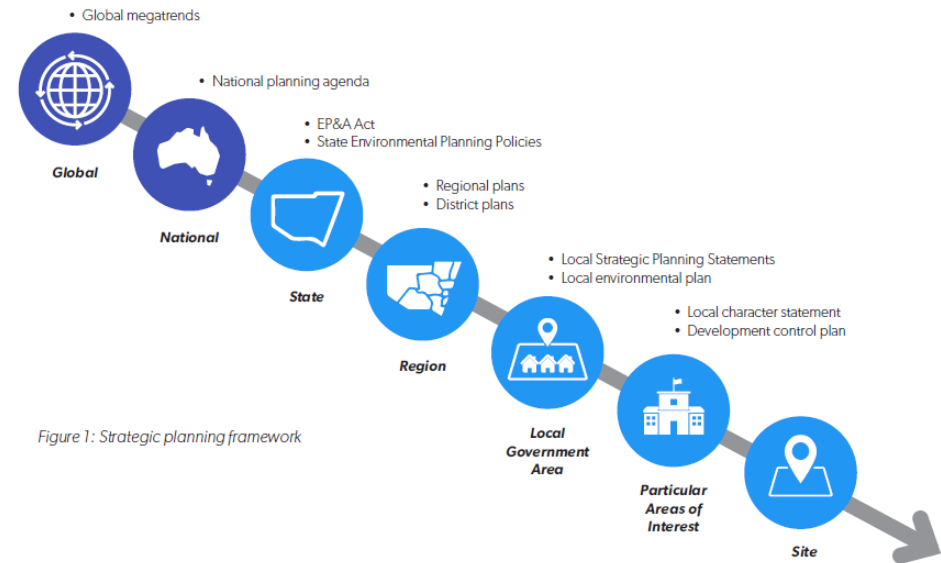 • Global megatrends
Global
• National planning agenda
National
• EP&A Act
• State Environmental Planning Policies
State
• Regional plans
• District plans
Region
• Local Strategic Planning Statements
• Local environmental plan
Local
Government
Area
• Local character statement
• Development control plan
Particular
Areas of
Interest
Site
Figure 1: Strategic planning framework